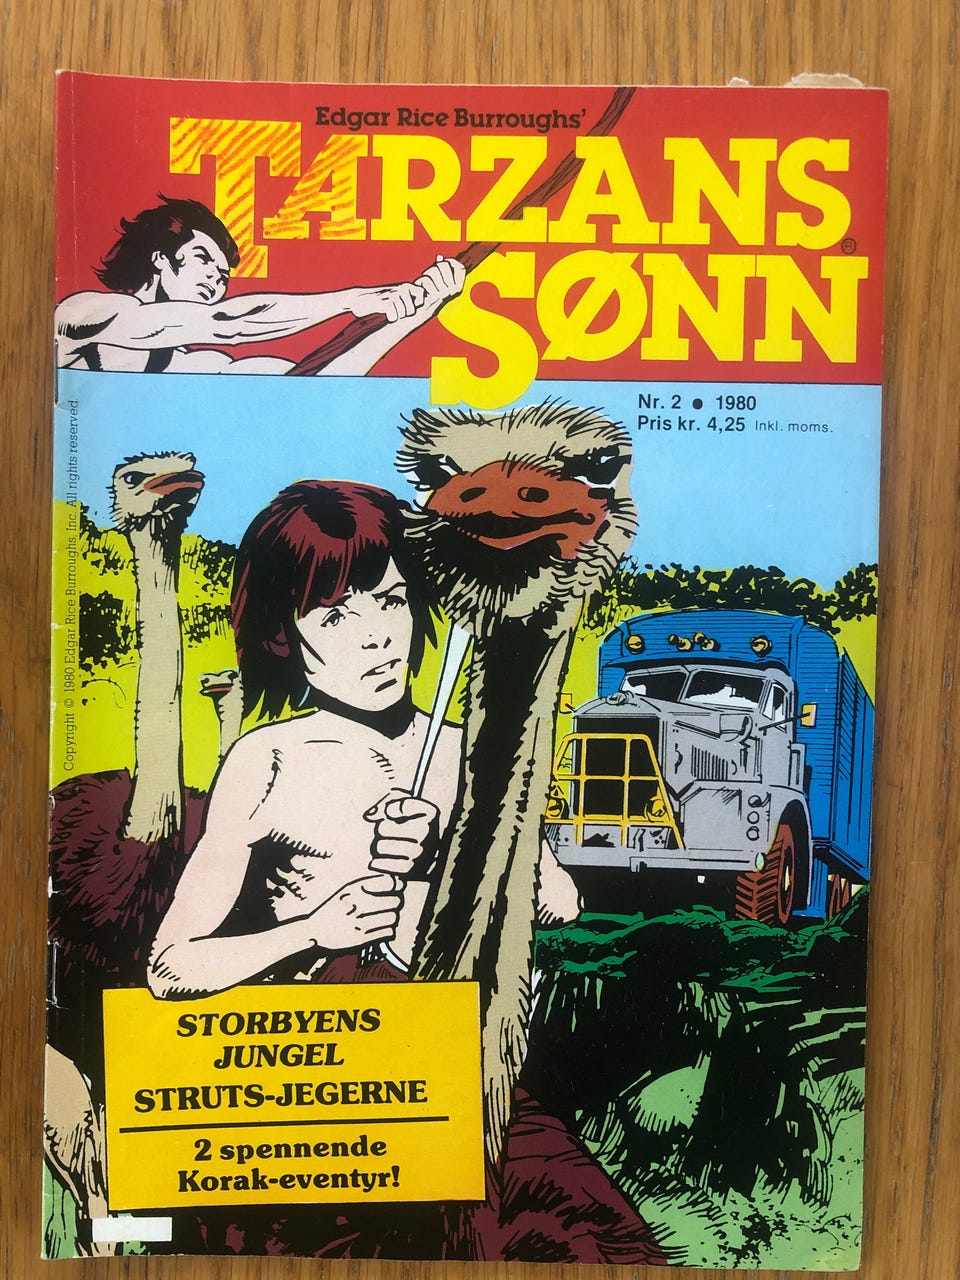 Edgar Rice Burroughs'
TARZANS
SØNN
®
Nr. 2 ● 1980
Pris kr. 4,25 Inkl. moms.
Copyright © 1980 Edgar Rice Burroughs, Inc. All rights reserved
STORBYENS
JUNGEL
STRUTS-JEGERNE
2 spennende
Korak-eventyr!